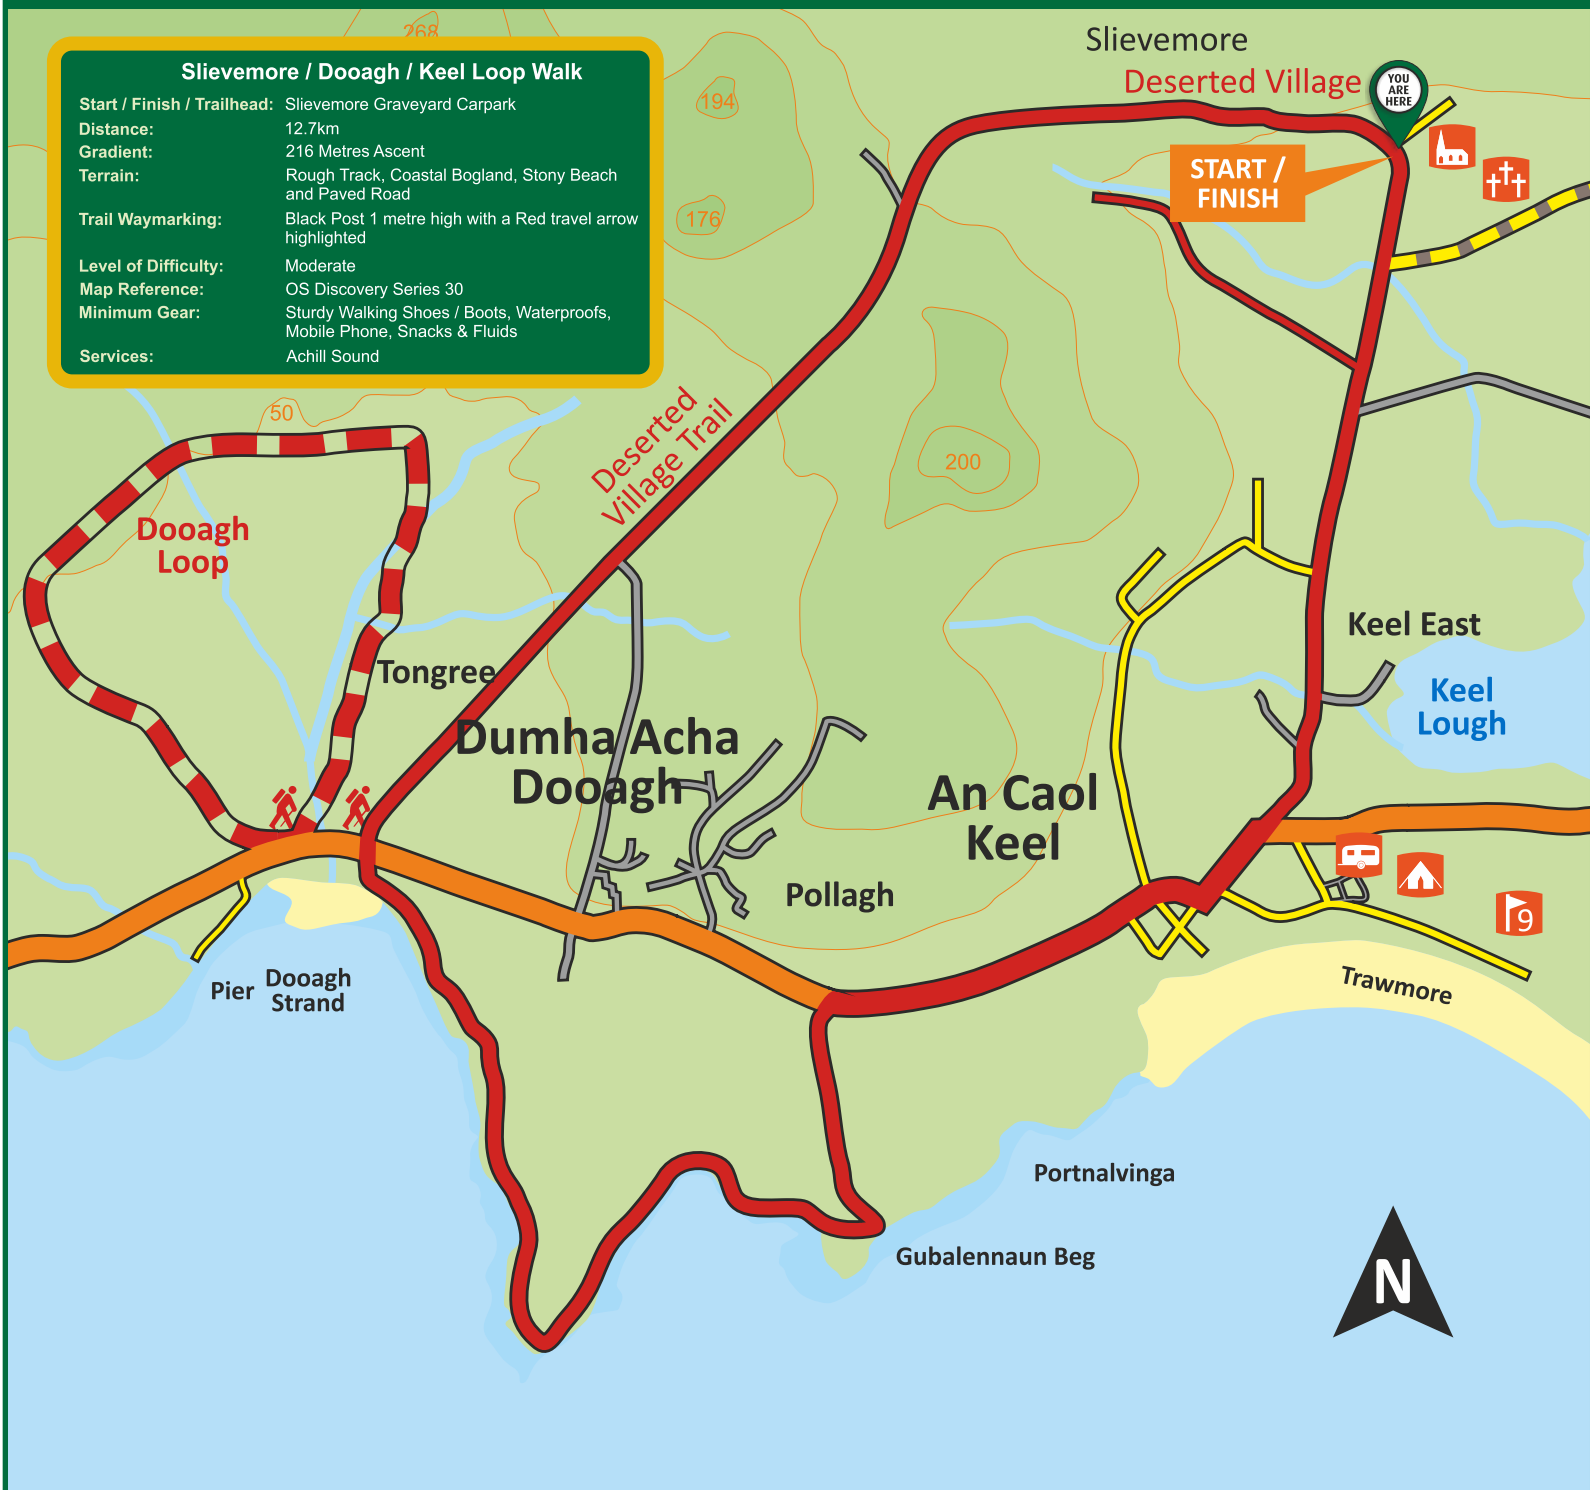 268
Slievemore / Dooagh / Keel Loop Walk
Start / Finish / Trailhead: Slievemore Graveyard Carpark
Distance: 12.7km
Gradient: 216 Metres Ascent
Terrain: Rough Track, Coastal Bogland, Stony Beach
and Paved Road
Trail Waymarking: Black Post 1 metre high with a Red travel arrow
highlighted
Level of Difficulty: Moderate
Map Reference: OS Discovery Series 30
Minimum Gear: Sturdy Walking Shoes / Boots, Waterproofs,
Mobile Phone, Snacks & Fluids
Services: Achill Sound
194
176
Slievemore
Deserted Village
YOU
ARE
HERE
START /
FINISH
50
Deserted
Village Trail
200
Dooagh
Loop
Tongree
Dumha Acha
Dooagh
Keel East
Keel
Lough
An Caol
Keel
Pollagh
9
Pier
Dooagh
Strand
Trawmore
Portnalvinga
Gubalennaun Beg
N